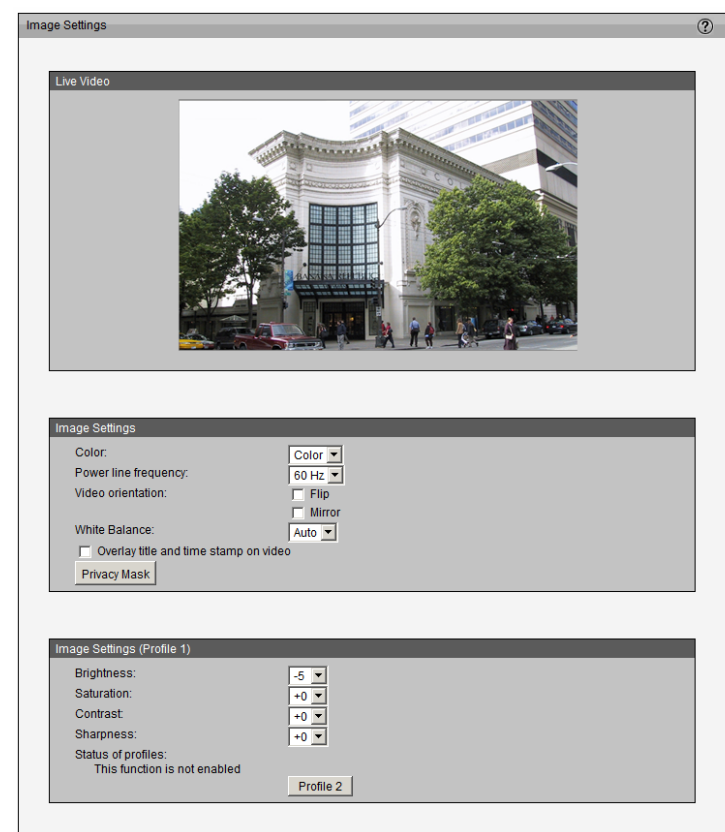 Image Settings
Live Video
Image Settings
Color: Color
Power line frequency: 60 Hz
Video orientation: Flip
Mirror
White Balance: Auto
Overlay title and time stamp on video
Privacy Mask
Image Settings (Profile 1)
Brightness: -5
Saturation: +0
Contrast: +0
Sharpness: +0
Status of profiles:
This function is not enabled
Profile 2